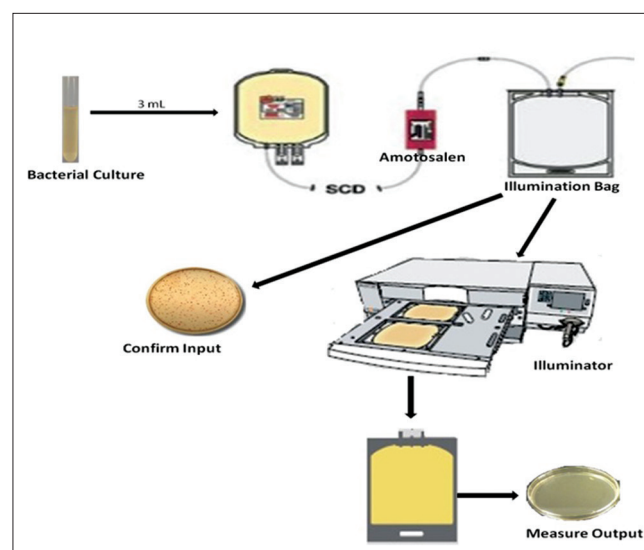 3 mL
Bacterial Culture
SCD
Amotosalen
Illumination Bag
Confirm Input
Illuminator
Measure Output